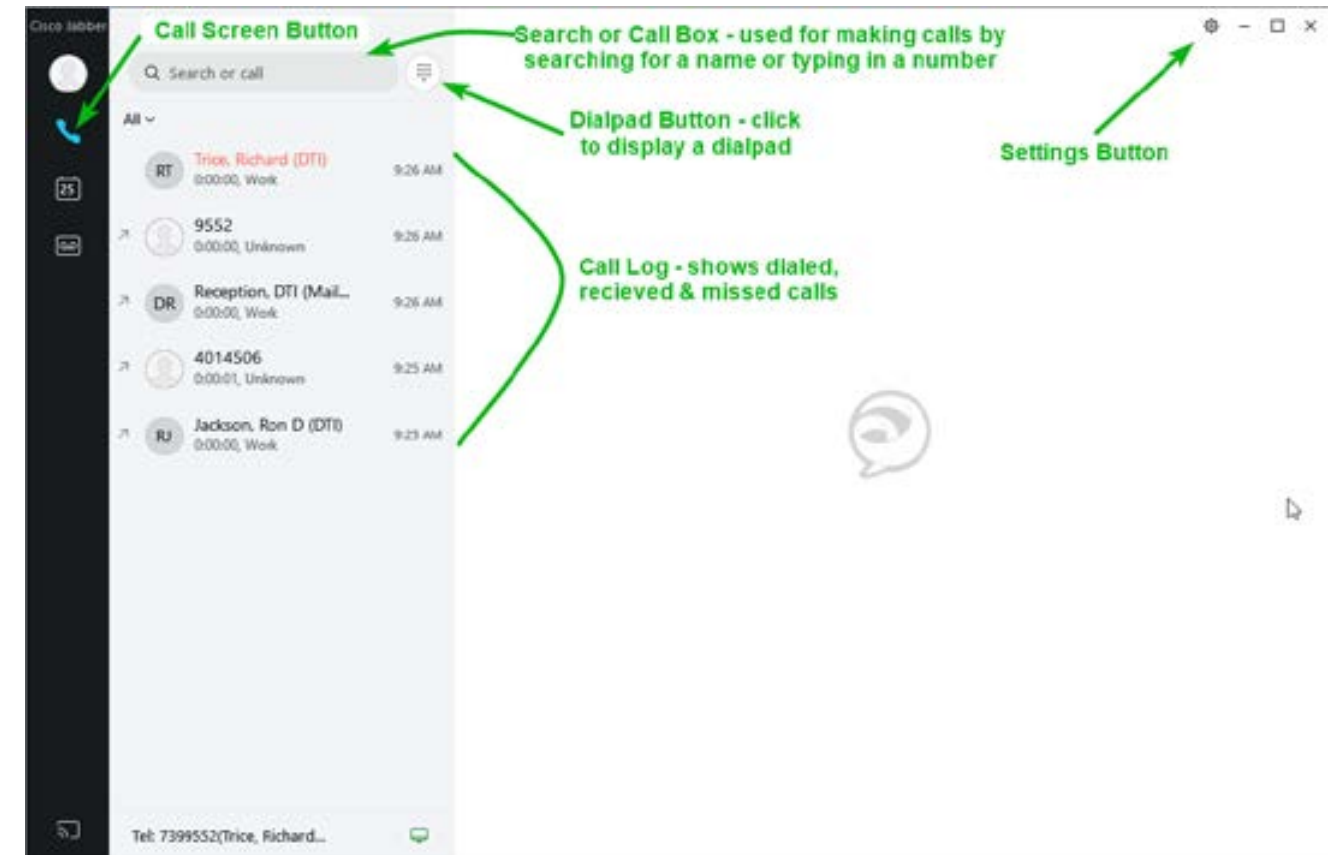 Cisco Jabber
Call Screen Button
Search or Call Box - used for making calls by
searching for a name or typing in a number
Search or call
Dialpad Button - click
to display a dialpad
Settings Button
All
25
RT
Trice, Richard (DTI)
0:00:00, Work
9:26 AM
9552
0:00:00, Unknown
9:26 AM
Call Log - shows dialed,
recieved & missed calls
DR
Reception, DTI (Mail...
0:00:00, Work
9:26 AM
4014506
0:00:01, Unknown
9:25 AM
RJ
Jackson, Ron D (DTI)
0:00:00, Work
9:25 AM
Tel: 7399552(Trice, Richard...